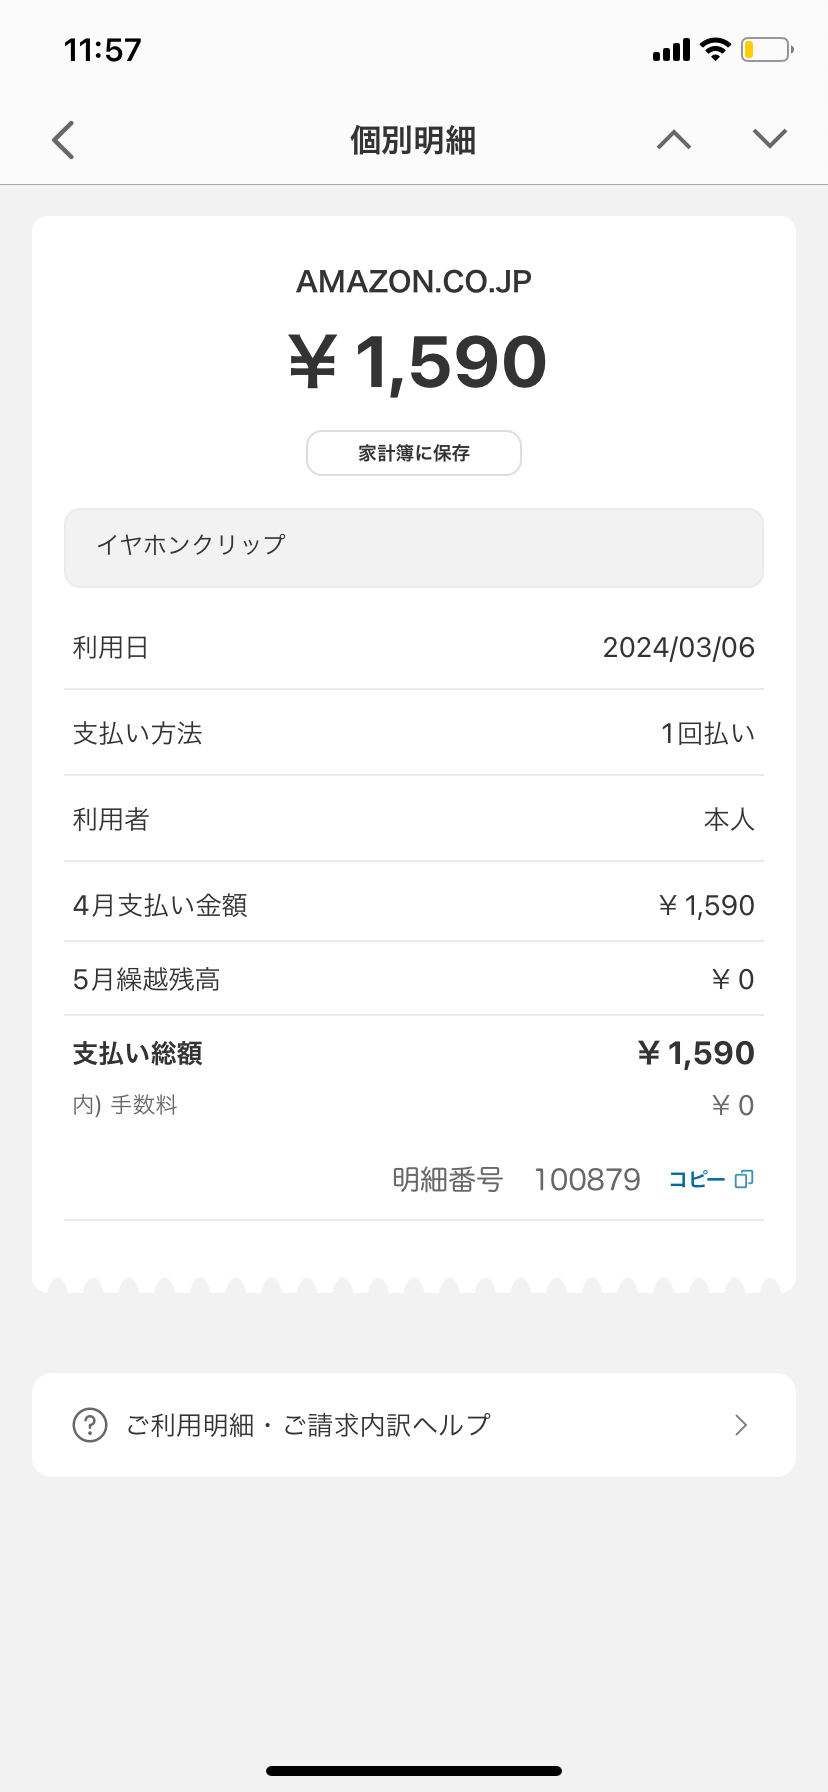 11:57
個別明細
AMAZON.CO.JP
¥ 1,590
家計簿に保存
イヤホンクリップ
利用日 2024/03/06
支払い方法 1回払い
利用者 本人
4月支払い金額 ¥ 1,590
5月繰越残高 ¥ 0
支払い総額 ¥ 1,590
内) 手数料 ¥ 0
明細番号 100879 コピー
ご利用明細・ご請求内訳ヘルプ